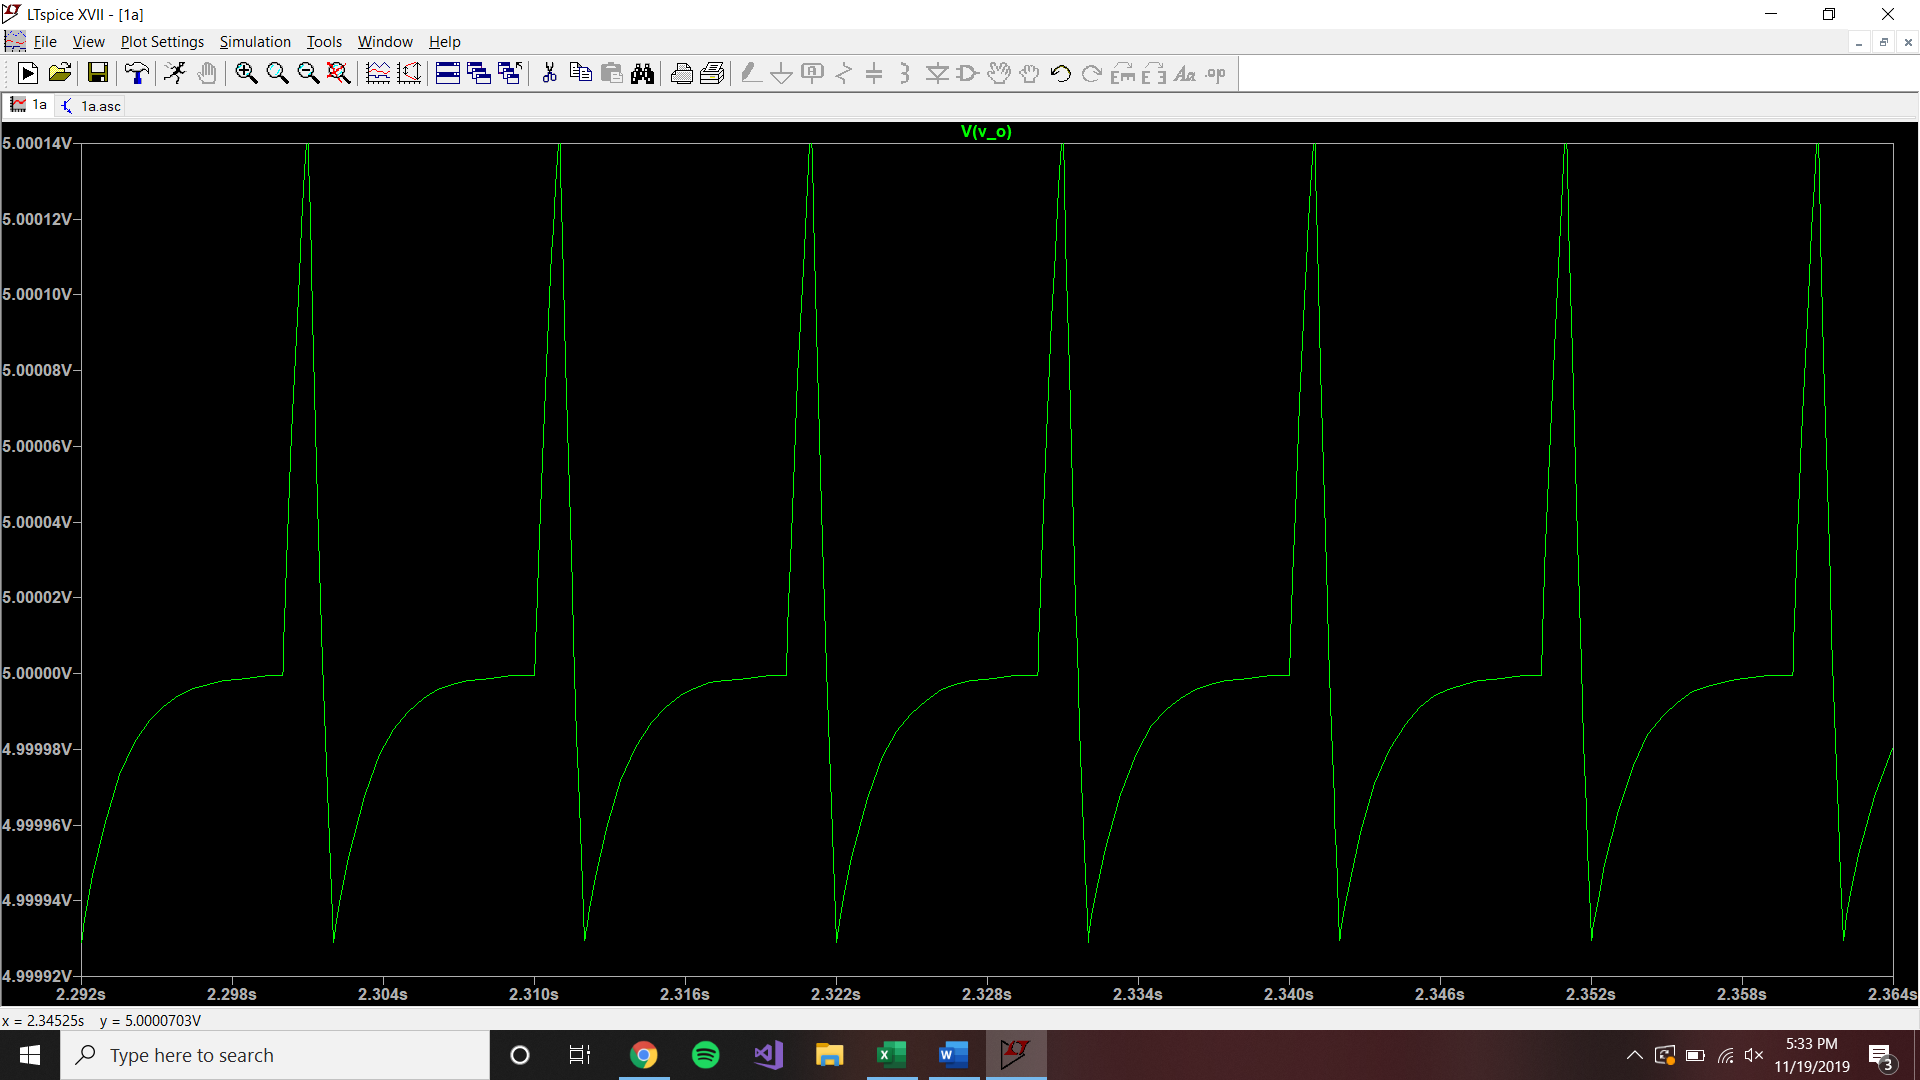 LTspice XVII - [1a]
File View Plot Settings Simulation Tools Window Help
1a 1a.asc
V(v_o)
5.00014V
5.00012V
5.00010V
5.00008V
5.00006V
5.00004V
5.00002V
5.00000V
4.99998V
4.99996V
4.99994V
4.99992V
2.292s 2.298s 2.304s 2.310s 2.316s 2.322s 2.328s 2.334s 2.340s 2.346s 2.352s 2.358s 2.364s
x = 2.34525s y = 5.0000703V
Type here to search
5:33 PM
11/19/2019
3